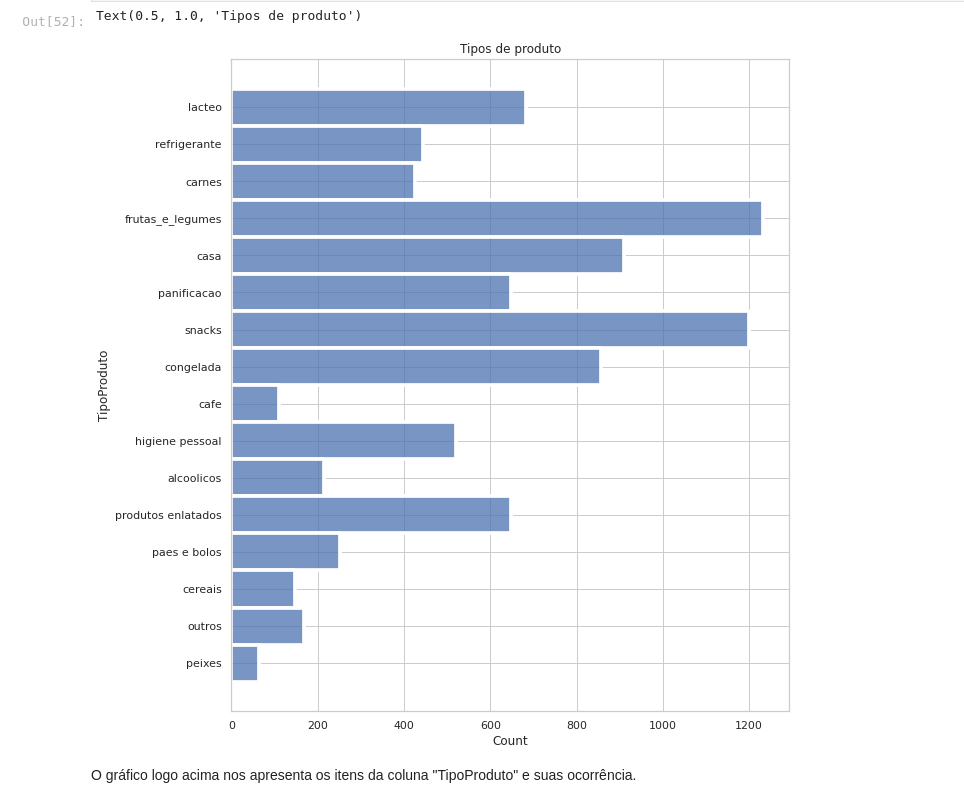 Out[52]: Text(0.5, 1.0, 'Tipos de produto')
Tipos de produto
lacteo
refrigerante
carnes
frutas_e_legumes
casa
panificacao
snacks
congelada
cafe
higiene pessoal
alcoolicos
produtos enlatados
paes e bolos
cereais
outros
peixes
TipoProduto
0 200 400 600 800 1000 1200
Count
O gráfico logo acima nos apresenta os itens da coluna "TipoProduto" e suas ocorrência.